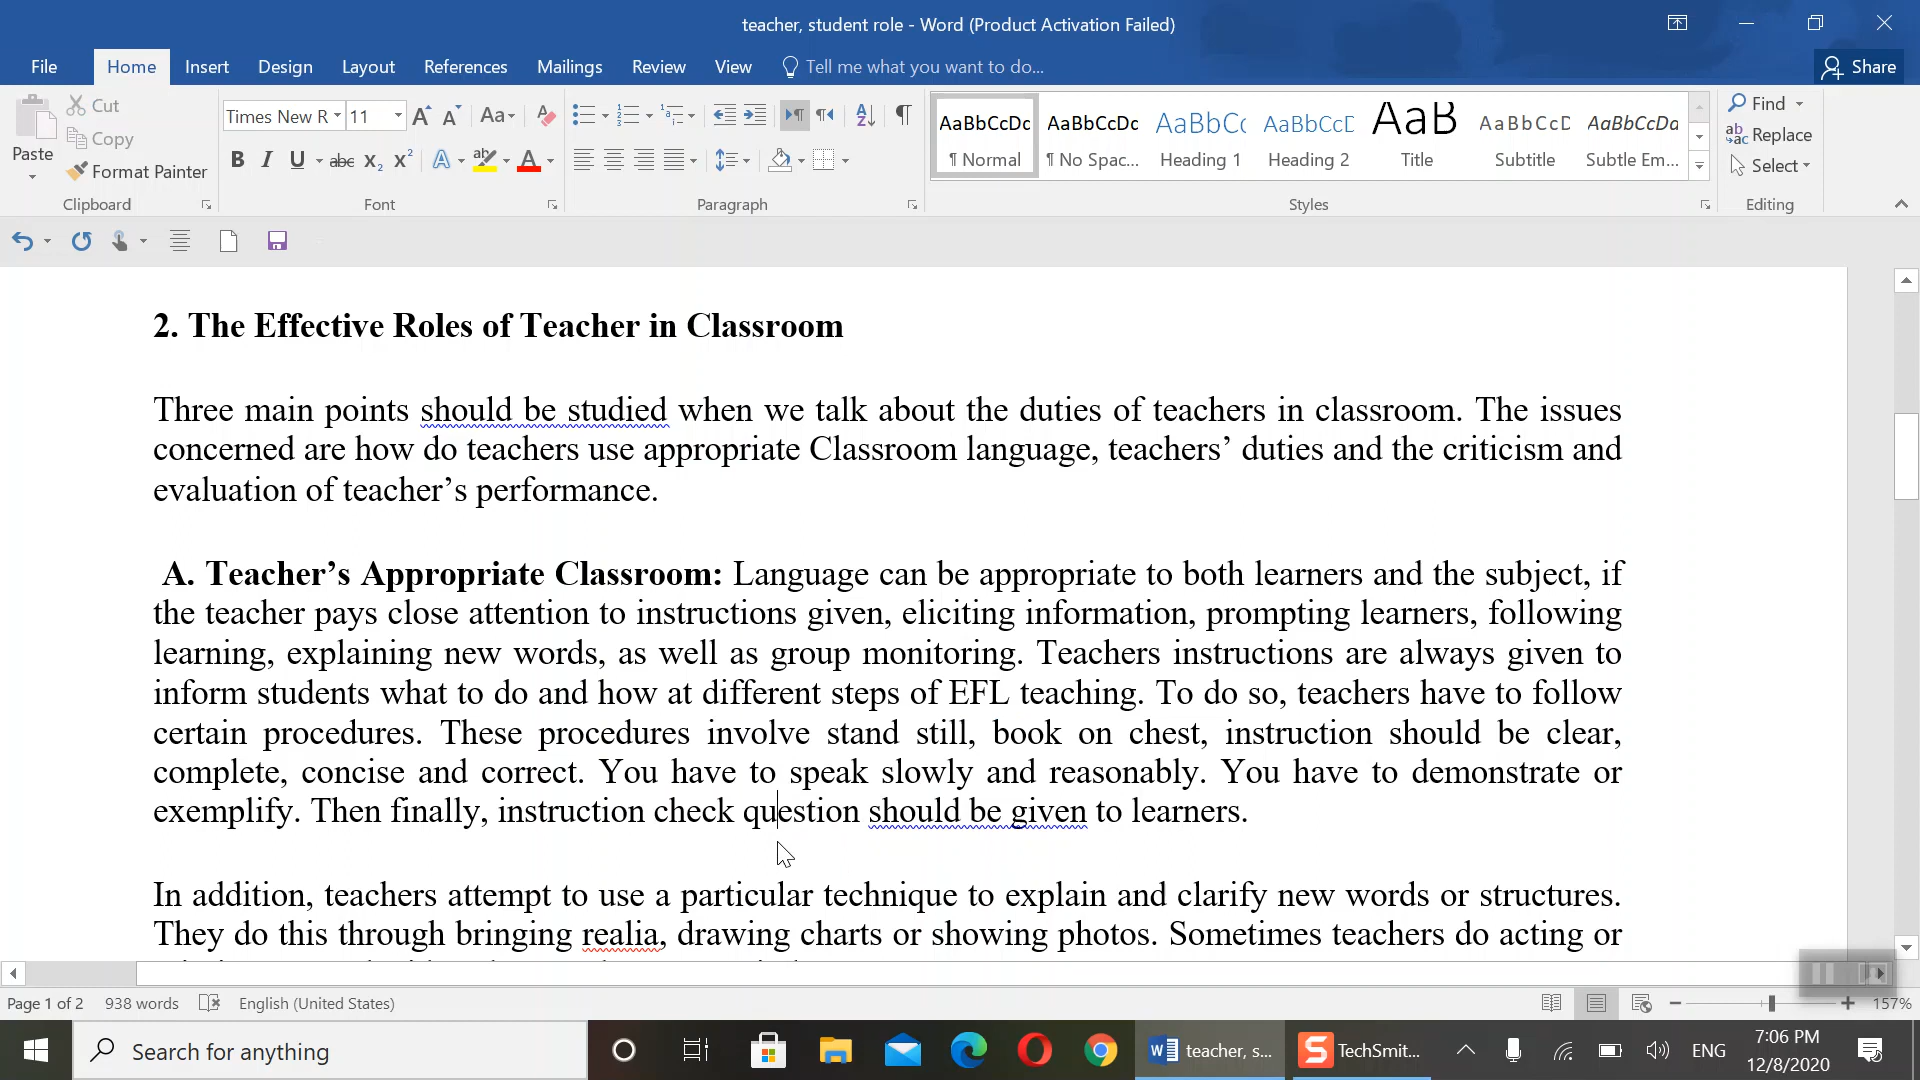 teacher, student role - Word (Product Activation Failed)
File Home Insert Design Layout References Mailings Review View Tell me what you want to do... Share
Paste
Cut
Copy
Format Painter
Clipboard
Times New R 11 Aa
B I U abc X₂ X² A ab A
Font
Paragraph
AaBbCcDc AaBbCcDc AaBbCc AaBbCcD AaB AaBbCcD AaBbCcDa
¶ Normal ¶ No Spac... Heading 1 Heading 2 Title Subtitle Subtle Em...
Styles
Find
Replace
Select
Editing
2. The Effective Roles of Teacher in Classroom
Three main points should be studied when we talk about the duties of teachers in classroom. The issues
concerned are how do teachers use appropriate Classroom language, teachers’ duties and the criticism and
evaluation of teacher’s performance.
A. Teacher’s Appropriate Classroom: Language can be appropriate to both learners and the subject, if
the teacher pays close attention to instructions given, eliciting information, prompting learners, following
learning, explaining new words, as well as group monitoring. Teachers instructions are always given to
inform students what to do and how at different steps of EFL teaching. To do so, teachers have to follow
certain procedures. These procedures involve stand still, book on chest, instruction should be clear,
complete, concise and correct. You have to speak slowly and reasonably. You have to demonstrate or
exemplify. Then finally, instruction check question should be given to learners.
In addition, teachers attempt to use a particular technique to explain and clarify new words or structures.
They do this through bringing realia, drawing charts or showing photos. Sometimes teachers do acting or
Page 1 of 2 938 words English (United States) 157%
Search for anything
teacher, s...
TechSmit...
ENG
7:06 PM
12/8/2020